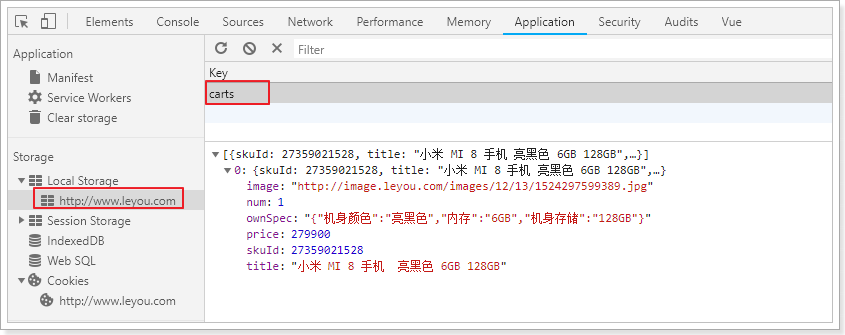 Elements Console Sources Network Performance Memory Application Security Audits Vue
Application
Manifest
Service Workers
Clear storage
Storage
Local Storage
http://www.leyou.com
Session Storage
IndexedDB
Web SQL
Cookies
http://www.leyou.com
Filter
Key
carts
[{skuId: 27359021528, title: "小米 MI 8 手机 亮黑色 6GB 128GB",…}]
0: {skuId: 27359021528, title: "小米 MI 8 手机 亮黑色 6GB 128GB",…}
image: "http://image.leyou.com/images/12/13/1524297599389.jpg"
num: 1
ownSpec: "{"机身颜色":"亮黑色","内存":"6GB","机身存储":"128GB"}"
price: 279900
skuId: 27359021528
title: "小米 MI 8 手机  亮黑色 6GB 128GB"